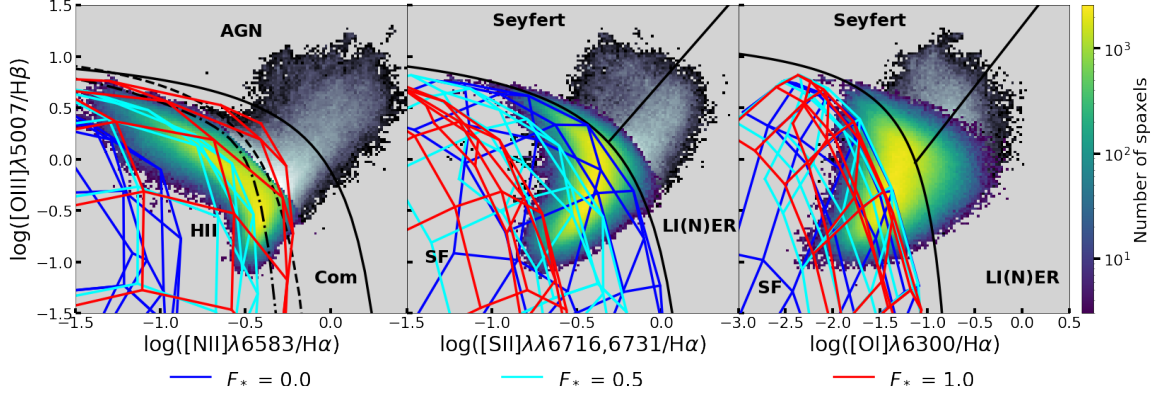 AGN
HII
Com
Seyfert
SF
LI(N)ER
Seyfert
SF
LI(N)ER
log([OIII]λ5007/Hβ)
1.5
1.0
0.5
0.0
−0.5
−1.0
−1.5
−1.5 −1.0 −0.5 0.0
−1.5 −1.0 −0.5 0.0
−3.0 −2.5 −2.0 −1.5 −1.0 −0.5 0.0 0.5
log([NII]λ6583/Hα)
log([SII]λλ6716,6731/Hα)
log([OI]λ6300/Hα)
10³
10²
10¹
Number of spaxels
F* = 0.0
F* = 0.5
F* = 1.0